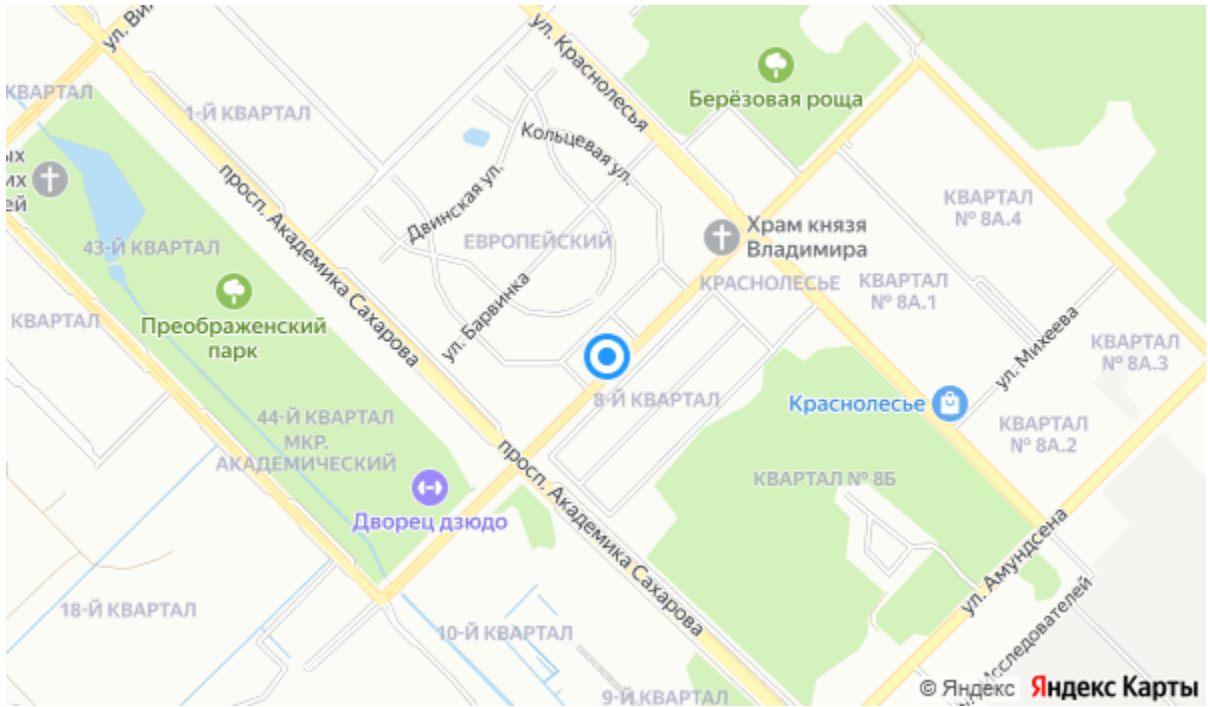 ул. Ви
ул. Краснолесья
Берёзовая роща
КВАРТАЛ
1-Й КВАРТАЛ
Кольцевая ул.
ых
их
ей
просп. Академика Сахарова
Двинская ул.
КВАРТАЛ
№ 8А.4
Храм князя
Владимира
43-Й КВАРТАЛ
ЕВРОПЕЙСКИЙ
КРАСНОЛЕСЬЕ
КВАРТАЛ
№ 8А.1
ул. Барвинка
КВАРТАЛ
Преображенский
парк
ул. Михеева
КВАРТАЛ
№ 8А.3
8-Й КВАРТАЛ
Краснолесье
44-Й КВАРТАЛ
МКР.
АКАДЕМИЧЕСКИЙ
КВАРТАЛ
№ 8А.2
просп. Академика Сахарова
КВАРТАЛ № 8Б
Дворец дзюдо
ул. Амундсена
18-Й КВАРТАЛ
10-Й КВАРТАЛ
Исследователей
9-Й КВАРТАЛ
© Яндекс Яндекс Карты